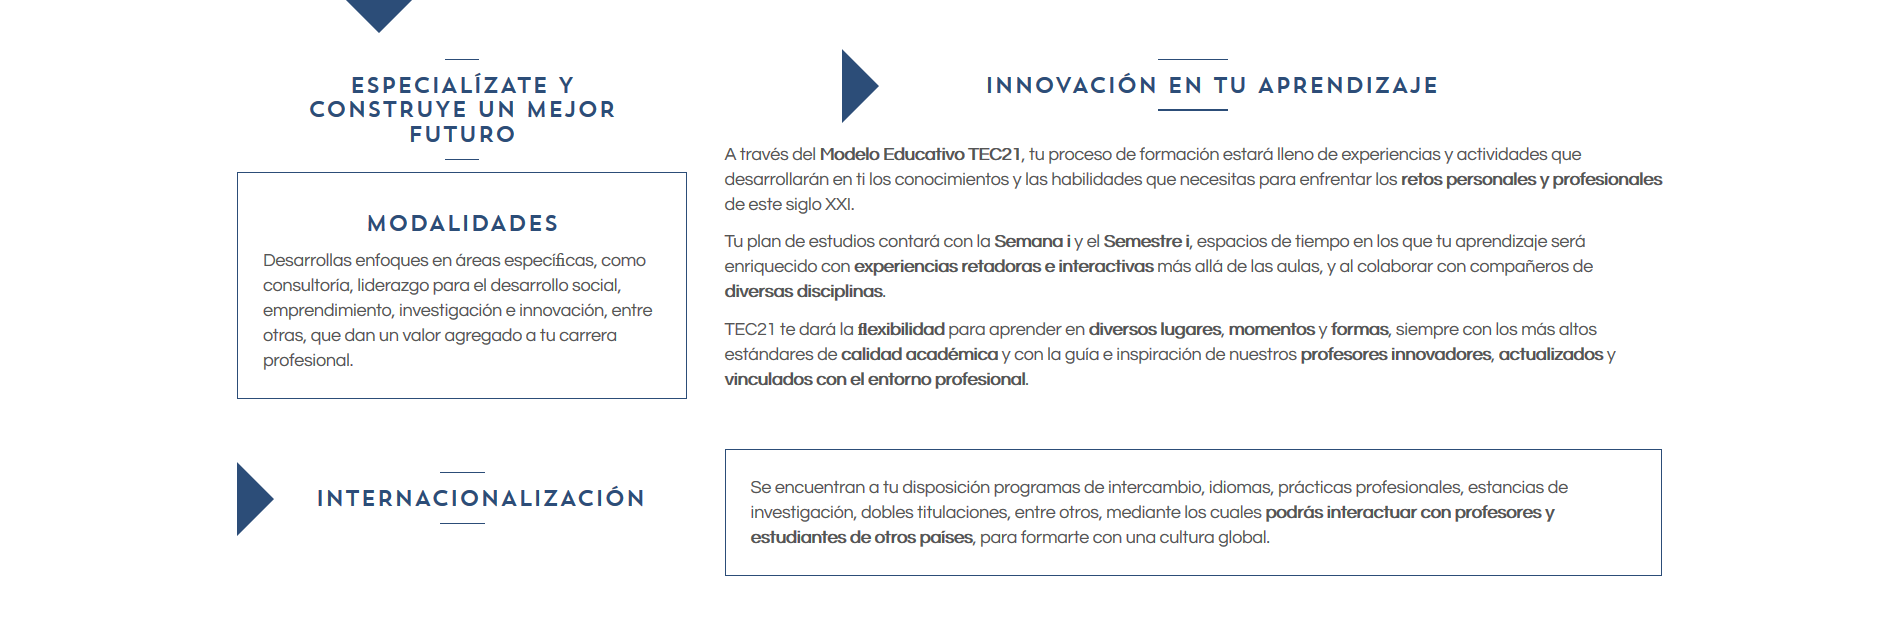 ESPECIALÍZATE Y
CONSTRUYE UN MEJOR
FUTURO
MODALIDADES
Desarrollas enfoques en áreas específicas, como
consultoría, liderazgo para el desarrollo social,
emprendimiento, investigación e innovación, entre
otras, que dan un valor agregado a tu carrera
profesional.
INNOVACIÓN EN TU APRENDIZAJE
A través del Modelo Educativo TEC21, tu proceso de formación estará lleno de experiencias y actividades que
desarrollarán en ti los conocimientos y las habilidades que necesitas para enfrentar los retos personales y profesionales
de este siglo XXI.
Tu plan de estudios contará con la Semana i y el Semestre i, espacios de tiempo en los que tu aprendizaje será
enriquecido con experiencias retadoras e interactivas más allá de las aulas, y al colaborar con compañeros de
diversas disciplinas.
TEC21 te dará la flexibilidad para aprender en diversos lugares, momentos y formas, siempre con los más altos
estándares de calidad académica y con la guía e inspiración de nuestros profesores innovadores, actualizados y
vinculados con el entorno profesional.
INTERNACIONALIZACIÓN
Se encuentran a tu disposición programas de intercambio, idiomas, prácticas profesionales, estancias de
investigación, dobles titulaciones, entre otros, mediante los cuales podrás interactuar con profesores y
estudiantes de otros países, para formarte con una cultura global.